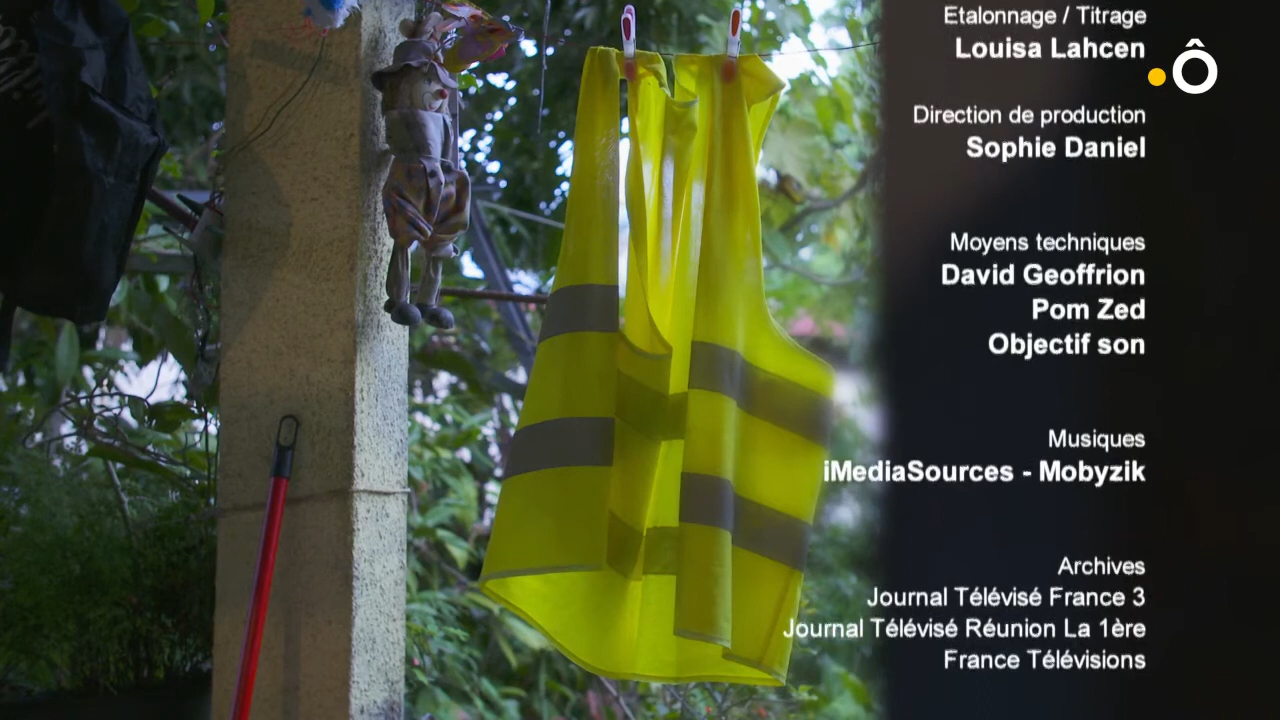 Etalonnage / Titrage
Louisa Lahcen
Ô
Direction de production
Sophie Daniel
Moyens techniques
David Geoffrion
Pom Zed
Objectif son
Musiques
iMediaSources - Mobyzik
Archives
Journal Télévisé France 3
Journal Télévisé Réunion La 1ère
France Télévisions